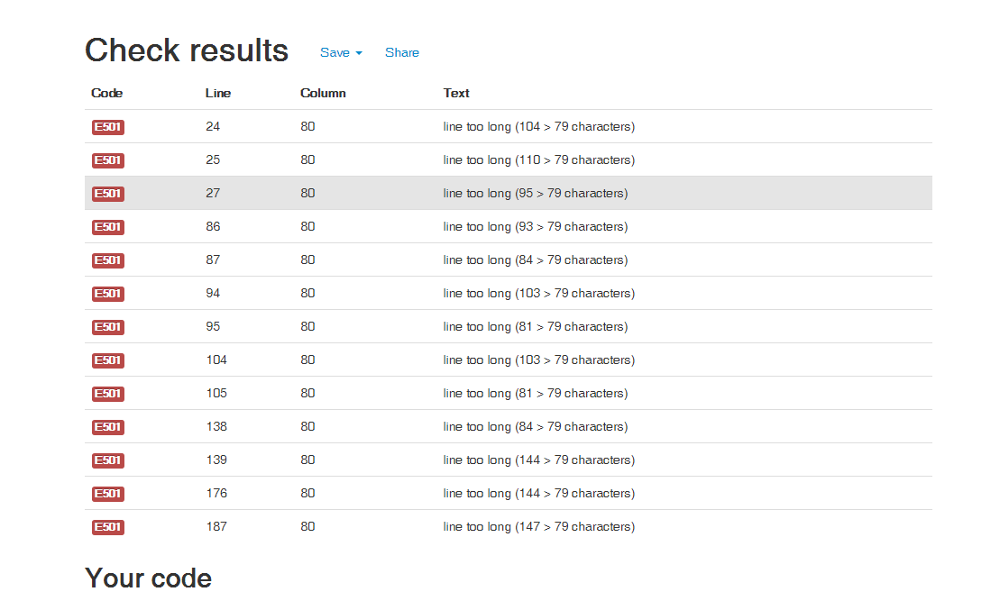 Check results Save Share
Code Line Column Text
E501 24 80 line too long (104 > 79 characters)
E501 25 80 line too long (110 > 79 characters)
E501 27 80 line too long (95 > 79 characters)
E501 86 80 line too long (93 > 79 characters)
E501 87 80 line too long (84 > 79 characters)
E501 94 80 line too long (103 > 79 characters)
E501 95 80 line too long (81 > 79 characters)
E501 104 80 line too long (103 > 79 characters)
E501 105 80 line too long (81 > 79 characters)
E501 138 80 line too long (84 > 79 characters)
E501 139 80 line too long (144 > 79 characters)
E501 176 80 line too long (144 > 79 characters)
E501 187 80 line too long (147 > 79 characters)
Your code